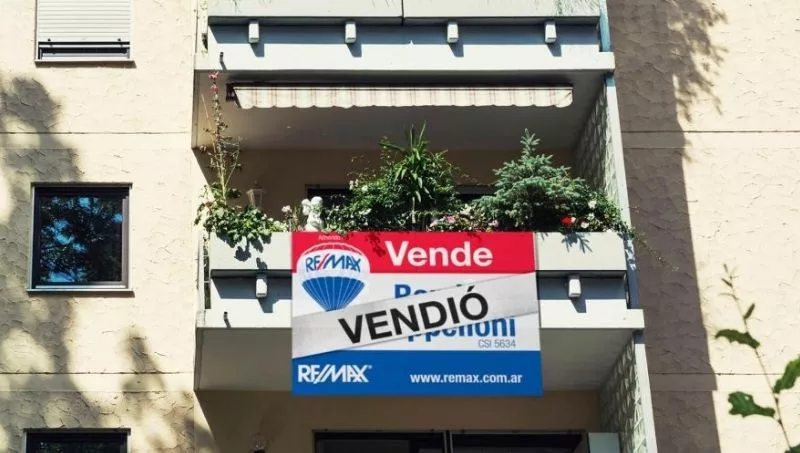 RE/MAX
Vende
VENDIÓ
CSI 5634
RE/MAX
www.remax.com.ar